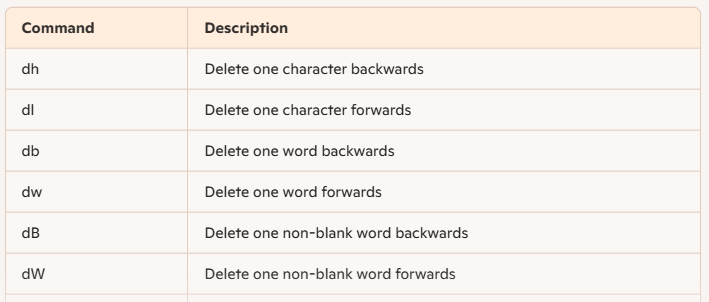 Command Description
dh Delete one character backwards
dl Delete one character forwards
db Delete one word backwards
dw Delete one word forwards
dB Delete one non-blank word backwards
dW Delete one non-blank word forwards